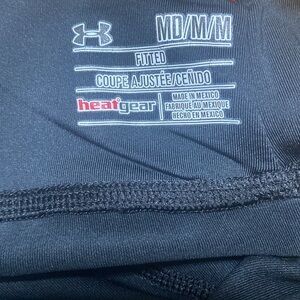 MD/M/M
FITTED
COUPE AJUSTÉE/CEÑIDO
heatgear
MADE IN MEXICO
FABRIQUÉ AU MEXIQUE
HECHO EN MEXICO